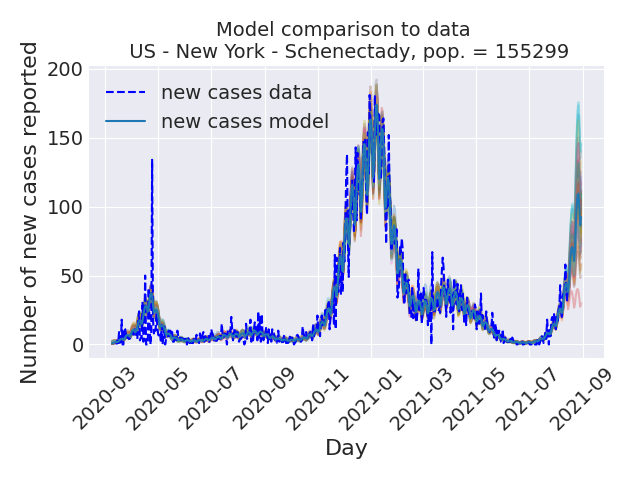 Model comparison to data
US - New York - Schenectady, pop. = 155299
Number of new cases reported
200
150
100
50
0
new cases data
new cases model
2020-03
2020-05
2020-07
2020-09
2020-11
2021-01
2021-03
2021-05
2021-07
2021-09
Day